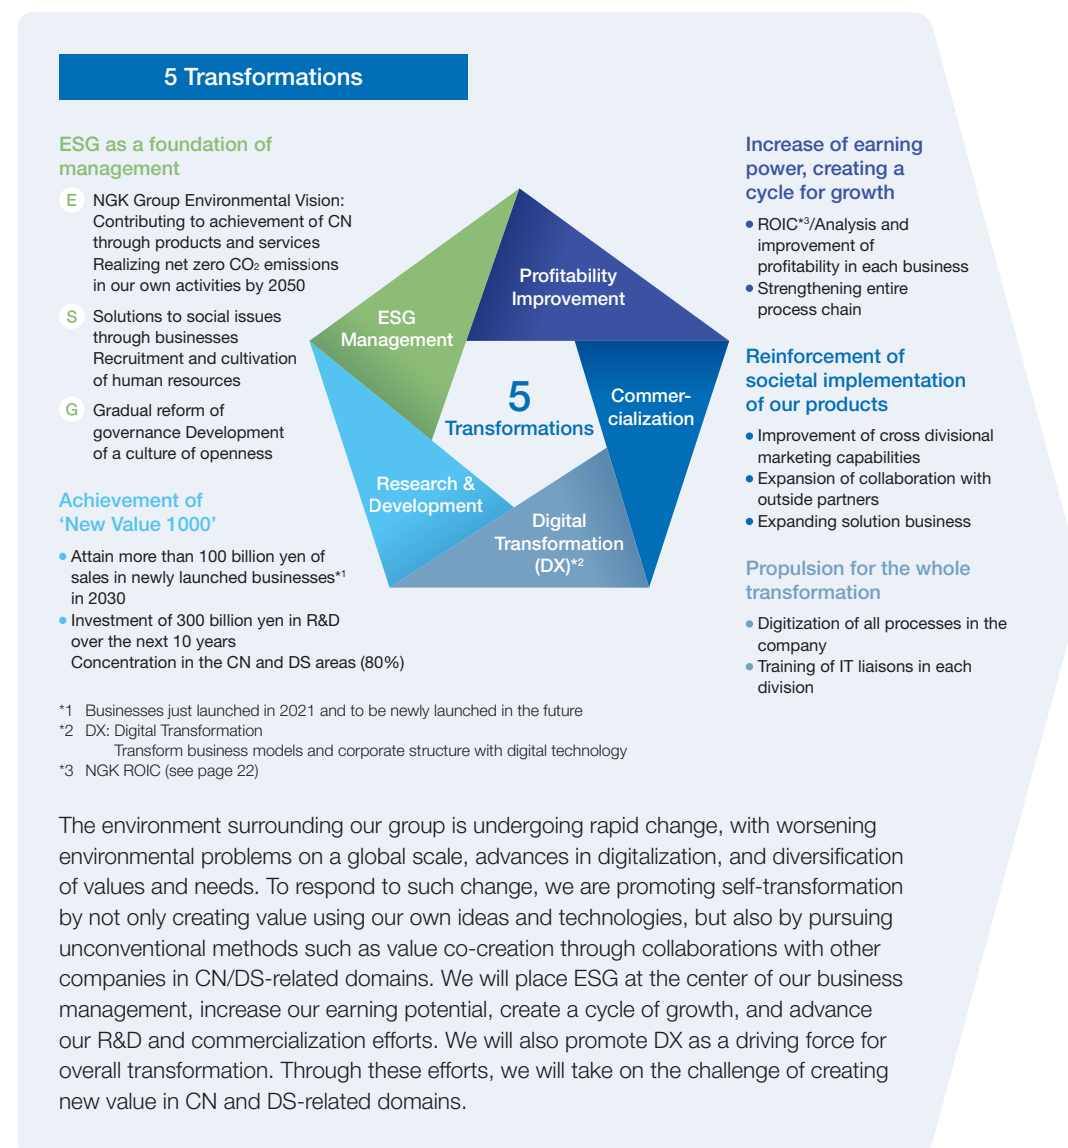 5 Transformations
ESG as a foundation of
management
E NGK Group Environmental Vision:
Contributing to achievement of CN
through products and services
Realizing net zero CO₂ emissions
in our own activities by 2050
S Solutions to social issues
through businesses
Recruitment and cultivation
of human resources
G Gradual reform of
governance Development
of a culture of openness
Achievement of
‘New Value 1000’
• Attain more than 100 billion yen of
sales in newly launched businesses*1
in 2030
• Investment of 300 billion yen in R&D
over the next 10 years
Concentration in the CN and DS areas (80%)
ESG
Management
Profitability
Improvement
5
Transformations
Commer-
cialization
Research &
Development
Digital
Transformation
(DX)*2
Increase of earning
power, creating a
cycle for growth
• ROIC*3/Analysis and
improvement of
profitability in each business
• Strengthening entire
process chain
Reinforcement of
societal implementation
of our products
• Improvement of cross divisional
marketing capabilities
• Expansion of collaboration with
outside partners
• Expanding solution business
Propulsion for the whole
transformation
• Digitization of all processes in the
company
• Training of IT liaisons in each
division
*1 Businesses just launched in 2021 and to be newly launched in the future
*2 DX: Digital Transformation
Transform business models and corporate structure with digital technology
*3 NGK ROIC (see page 22)
The environment surrounding our group is undergoing rapid change, with worsening
environmental problems on a global scale, advances in digitalization, and diversification
of values and needs. To respond to such change, we are promoting self-transformation
by not only creating value using our own ideas and technologies, but also by pursuing
unconventional methods such as value co-creation through collaborations with other
companies in CN/DS-related domains. We will place ESG at the center of our business
management, increase our earning potential, create a cycle of growth, and advance
our R&D and commercialization efforts. We will also promote DX as a driving force for
overall transformation. Through these efforts, we will take on the challenge of creating
new value in CN and DS-related domains.